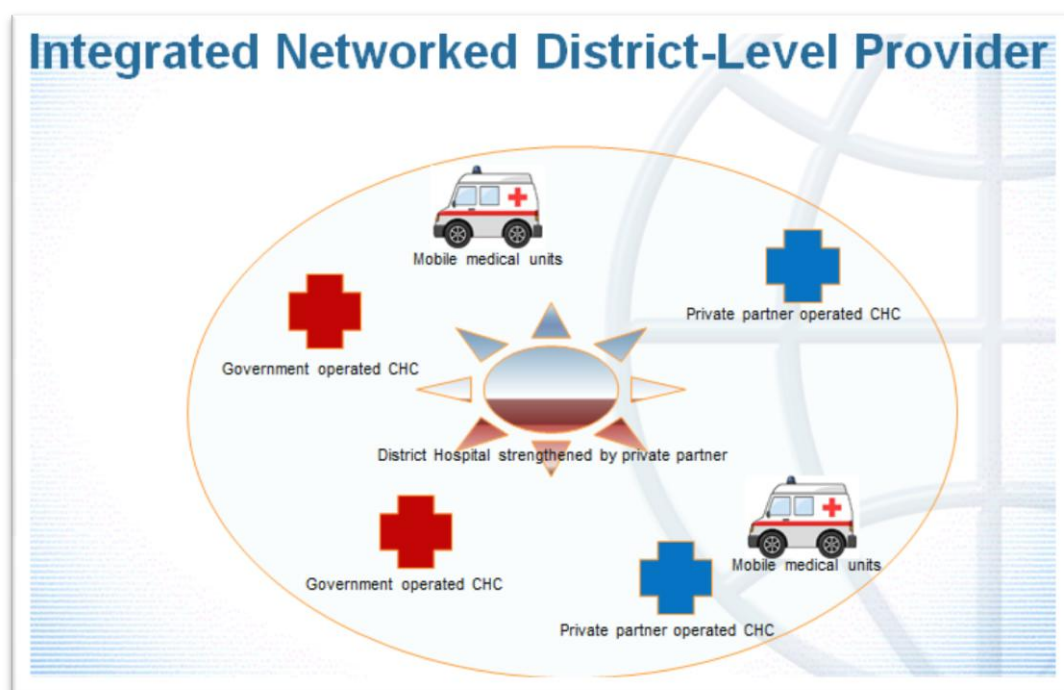 Integrated Networked District-Level Provider
Mobile medical units
Private partner operated CHC
Government operated CHC
District Hospital strengthened by private partner
Mobile medical units
Government operated CHC
Private partner operated CHC